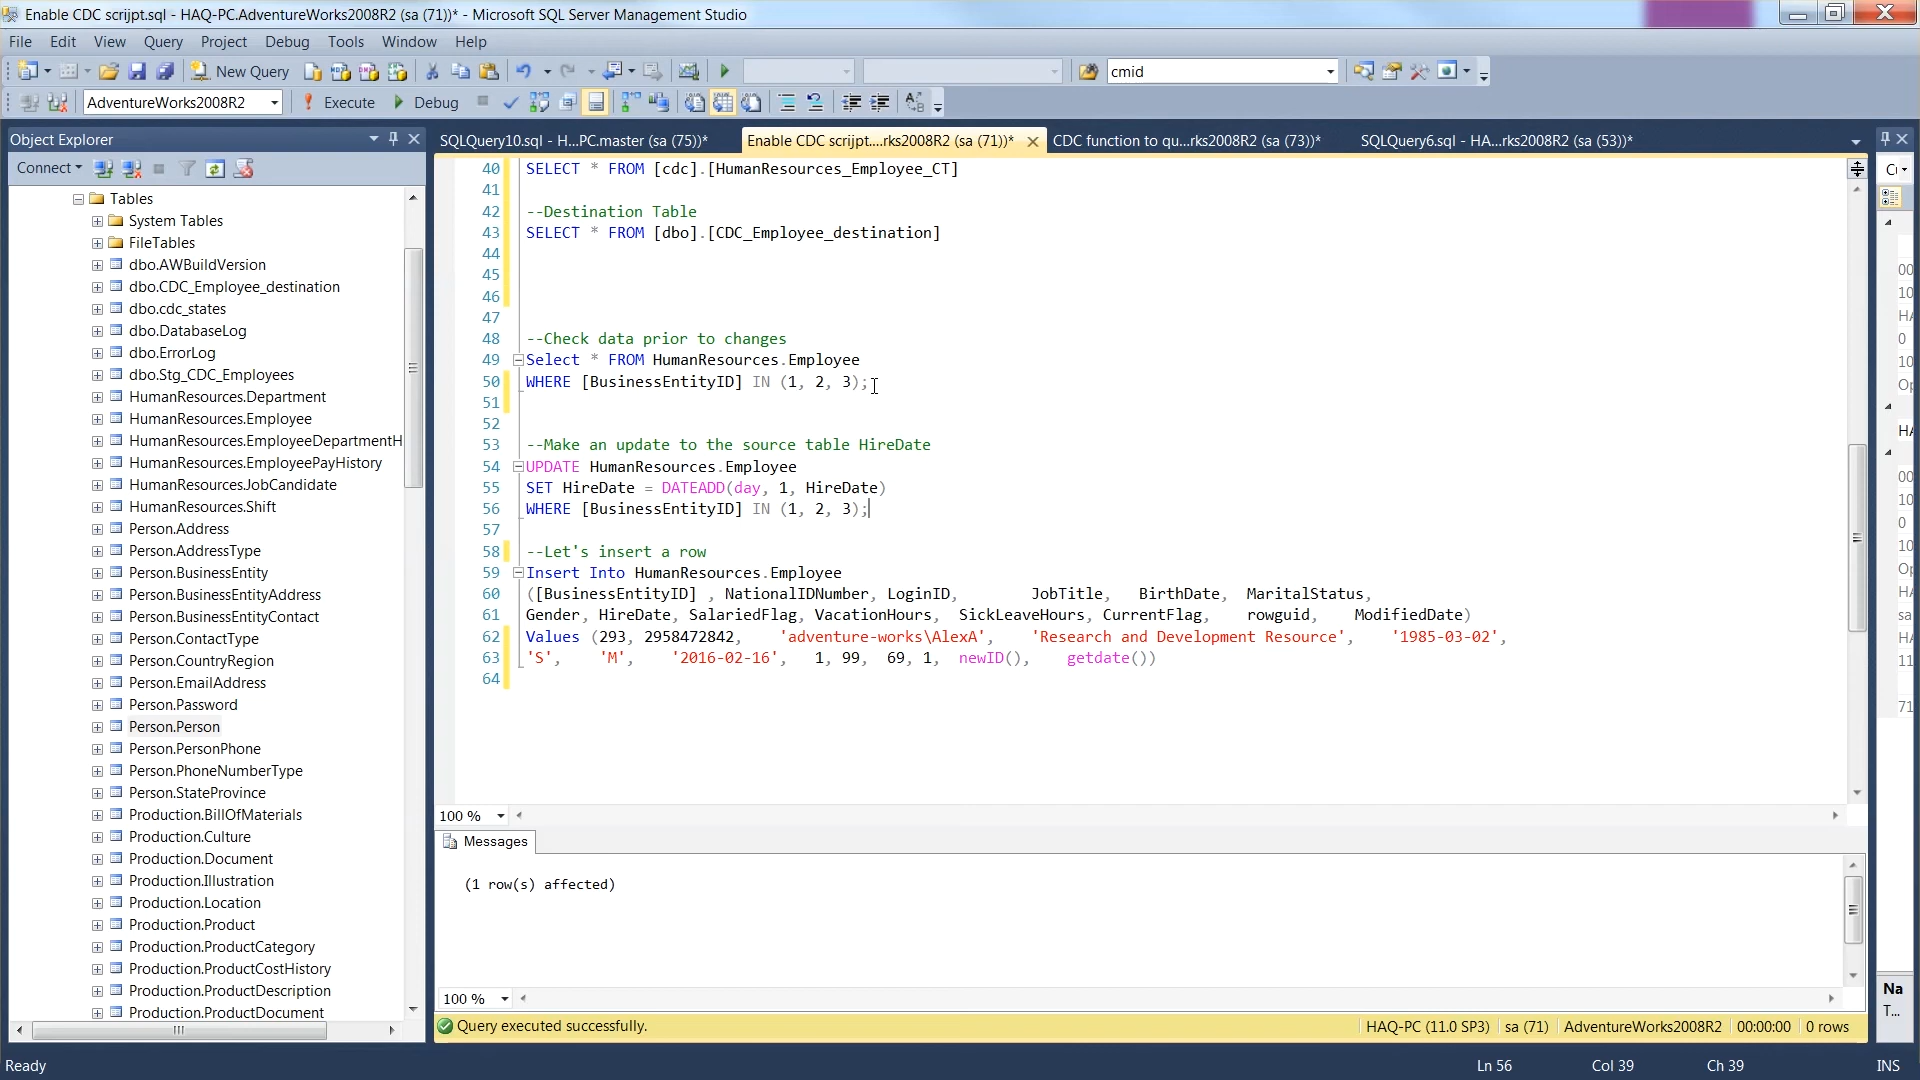 Enable CDC scrijpt.sql - HAQ-PC.AdventureWorks2008R2 (sa (71))* - Microsoft SQL Server Management Studio
File Edit View Query Project Debug Tools Window Help
New Query cmid
AdventureWorks2008R2 Execute Debug
Object Explorer
Connect
Tables
System Tables
FileTables
dbo.AWBuildVersion
dbo.CDC_Employee_destination
dbo.cdc_states
dbo.DatabaseLog
dbo.ErrorLog
dbo.Stg_CDC_Employees
HumanResources.Department
HumanResources.Employee
HumanResources.EmployeeDepartmentH
HumanResources.EmployeePayHistory
HumanResources.JobCandidate
HumanResources.Shift
Person.Address
Person.AddressType
Person.BusinessEntity
Person.BusinessEntityAddress
Person.BusinessEntityContact
Person.ContactType
Person.CountryRegion
Person.EmailAddress
Person.Password
Person.Person
Person.PersonPhone
Person.PhoneNumberType
Person.StateProvince
Production.BillOfMaterials
Production.Culture
Production.Document
Production.Illustration
Production.Location
Production.Product
Production.ProductCategory
Production.ProductCostHistory
Production.ProductDescription
Production.ProductDocument
SQLQuery10.sql - H...PC.master (sa (75))* Enable CDC scrijpt....rks2008R2 (sa (71))* CDC function to qu...rks2008R2 (sa (73))* SQLQuery6.sql - HA...rks2008R2 (sa (53))*
40 SELECT * FROM [cdc].[HumanResources_Employee_CT]
41
42 --Destination Table
43 SELECT * FROM [dbo].[CDC_Employee_destination]
44
45
46
47
48 --Check data prior to changes
49 Select * FROM HumanResources.Employee
50 WHERE [BusinessEntityID] IN (1, 2, 3);
51
52
53 --Make an update to the source table HireDate
54 UPDATE HumanResources.Employee
55 SET HireDate = DATEADD(day, 1, HireDate)
56 WHERE [BusinessEntityID] IN (1, 2, 3);
57
58 --Let's insert a row
59 Insert Into HumanResources.Employee
60 ([BusinessEntityID] , NationalIDNumber, LoginID, JobTitle, BirthDate, MaritalStatus,
61 Gender, HireDate, SalariedFlag, VacationHours, SickLeaveHours, CurrentFlag, rowguid, ModifiedDate)
62 Values (293, 2958472842, 'adventure-works\AlexA', 'Research and Development Resource', '1985-03-02',
63 'S', 'M', '2016-02-16', 1, 99, 69, 1, newID(), getdate())
64
100 %
Messages
(1 row(s) affected)
100 %
Query executed successfully. HAQ-PC (11.0 SP3) sa (71) AdventureWorks2008R2 00:00:00 0 rows
Ready Ln 56 Col 39 Ch 39 INS